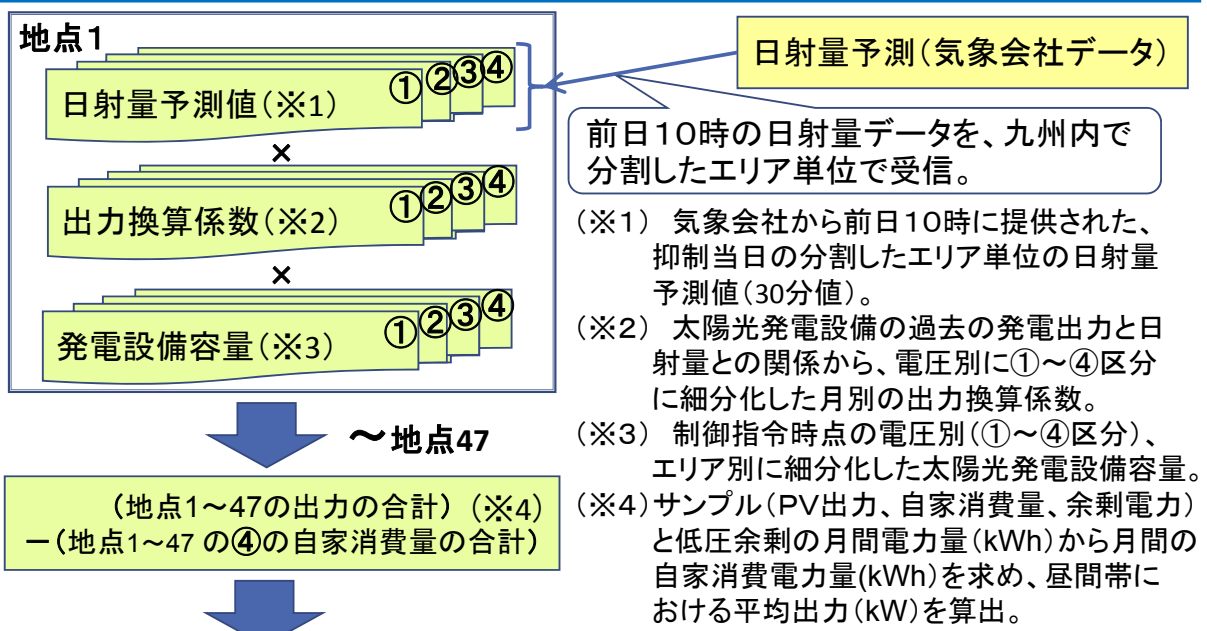 地点1
日射量予測値(※1) ①②③④
×
出力換算係数(※2) ①②③④
×
発電設備容量(※3) ①②③④
～地点47
(地点1～47の出力の合計)(※4)
－(地点1～47 の④の自家消費量の合計)
日射量予測(気象会社データ)
前日10時の日射量データを、九州内で
分割したエリア単位で受信。
(※1) 気象会社から前日10時に提供された、
抑制当日の分割したエリア単位の日射量
予測値(30分値)。
(※2) 太陽光発電設備の過去の発電出力と日
射量との関係から、電圧別に①～④区分
に細分化した月別の出力換算係数。
(※3) 制御指令時点の電圧別(①～④区分)、
エリア別に細分化した太陽光発電設備容量。
(※4)サンプル(PV出力、自家消費量、余剰電力)
と低圧余剰の月間電力量(kWh)から月間の
自家消費電力量(kWh)を求め、昼間帯に
おける平均出力(kW)を算出。